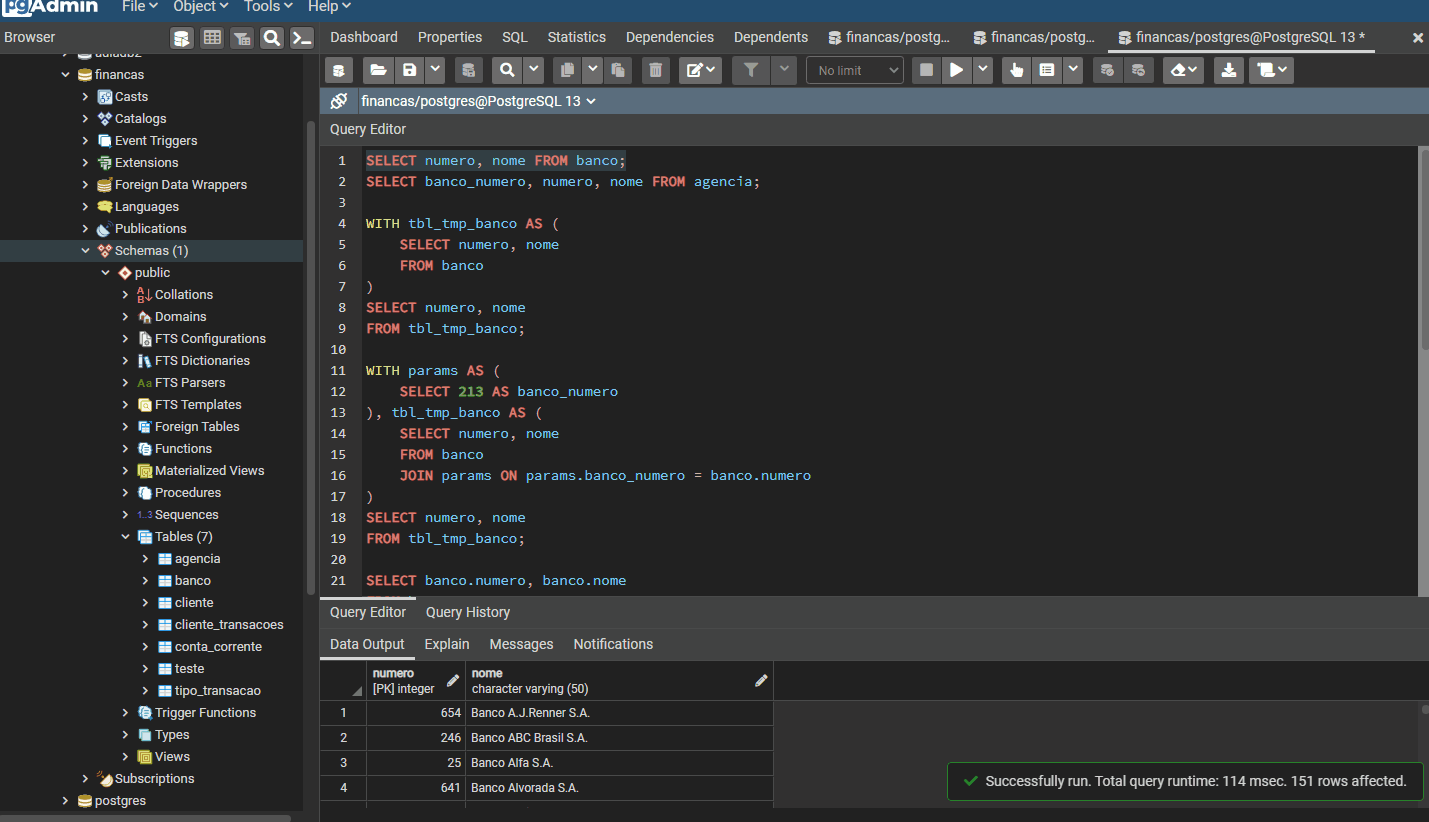 pgAdmin File Object Tools Help
Browser
Dashboard Properties SQL Statistics Dependencies Dependents financas/postg... financas/postg... financas/postgres@PostgreSQL 13 *
financas
Casts
Catalogs
Event Triggers
Extensions
Foreign Data Wrappers
Languages
Publications
Schemas (1)
public
Collations
Domains
FTS Configurations
FTS Dictionaries
Aa FTS Parsers
FTS Templates
Foreign Tables
Functions
Materialized Views
Procedures
1..3 Sequences
Tables (7)
agencia
banco
cliente
cliente_transacoes
conta_corrente
teste
tipo_transacao
Trigger Functions
Types
Views
Subscriptions
postgres
No limit
financas/postgres@PostgreSQL 13
Query Editor
1 SELECT numero, nome FROM banco;
2 SELECT banco_numero, numero, nome FROM agencia;
3
4 WITH tbl_tmp_banco AS (
5 SELECT numero, nome
6 FROM banco
7 )
8 SELECT numero, nome
9 FROM tbl_tmp_banco;
10
11 WITH params AS (
12 SELECT 213 AS banco_numero
13 ), tbl_tmp_banco AS (
14 SELECT numero, nome
15 FROM banco
16 JOIN params ON params.banco_numero = banco.numero
17 )
18 SELECT numero, nome
19 FROM tbl_tmp_banco;
20
21 SELECT banco.numero, banco.nome
Query Editor Query History
Data Output Explain Messages Notifications
numero nome
[PK] integer character varying (50)
1 654 Banco A.J.Renner S.A.
2 246 Banco ABC Brasil S.A.
3 25 Banco Alfa S.A.
4 641 Banco Alvorada S.A.
Successfully run. Total query runtime: 114 msec. 151 rows affected.